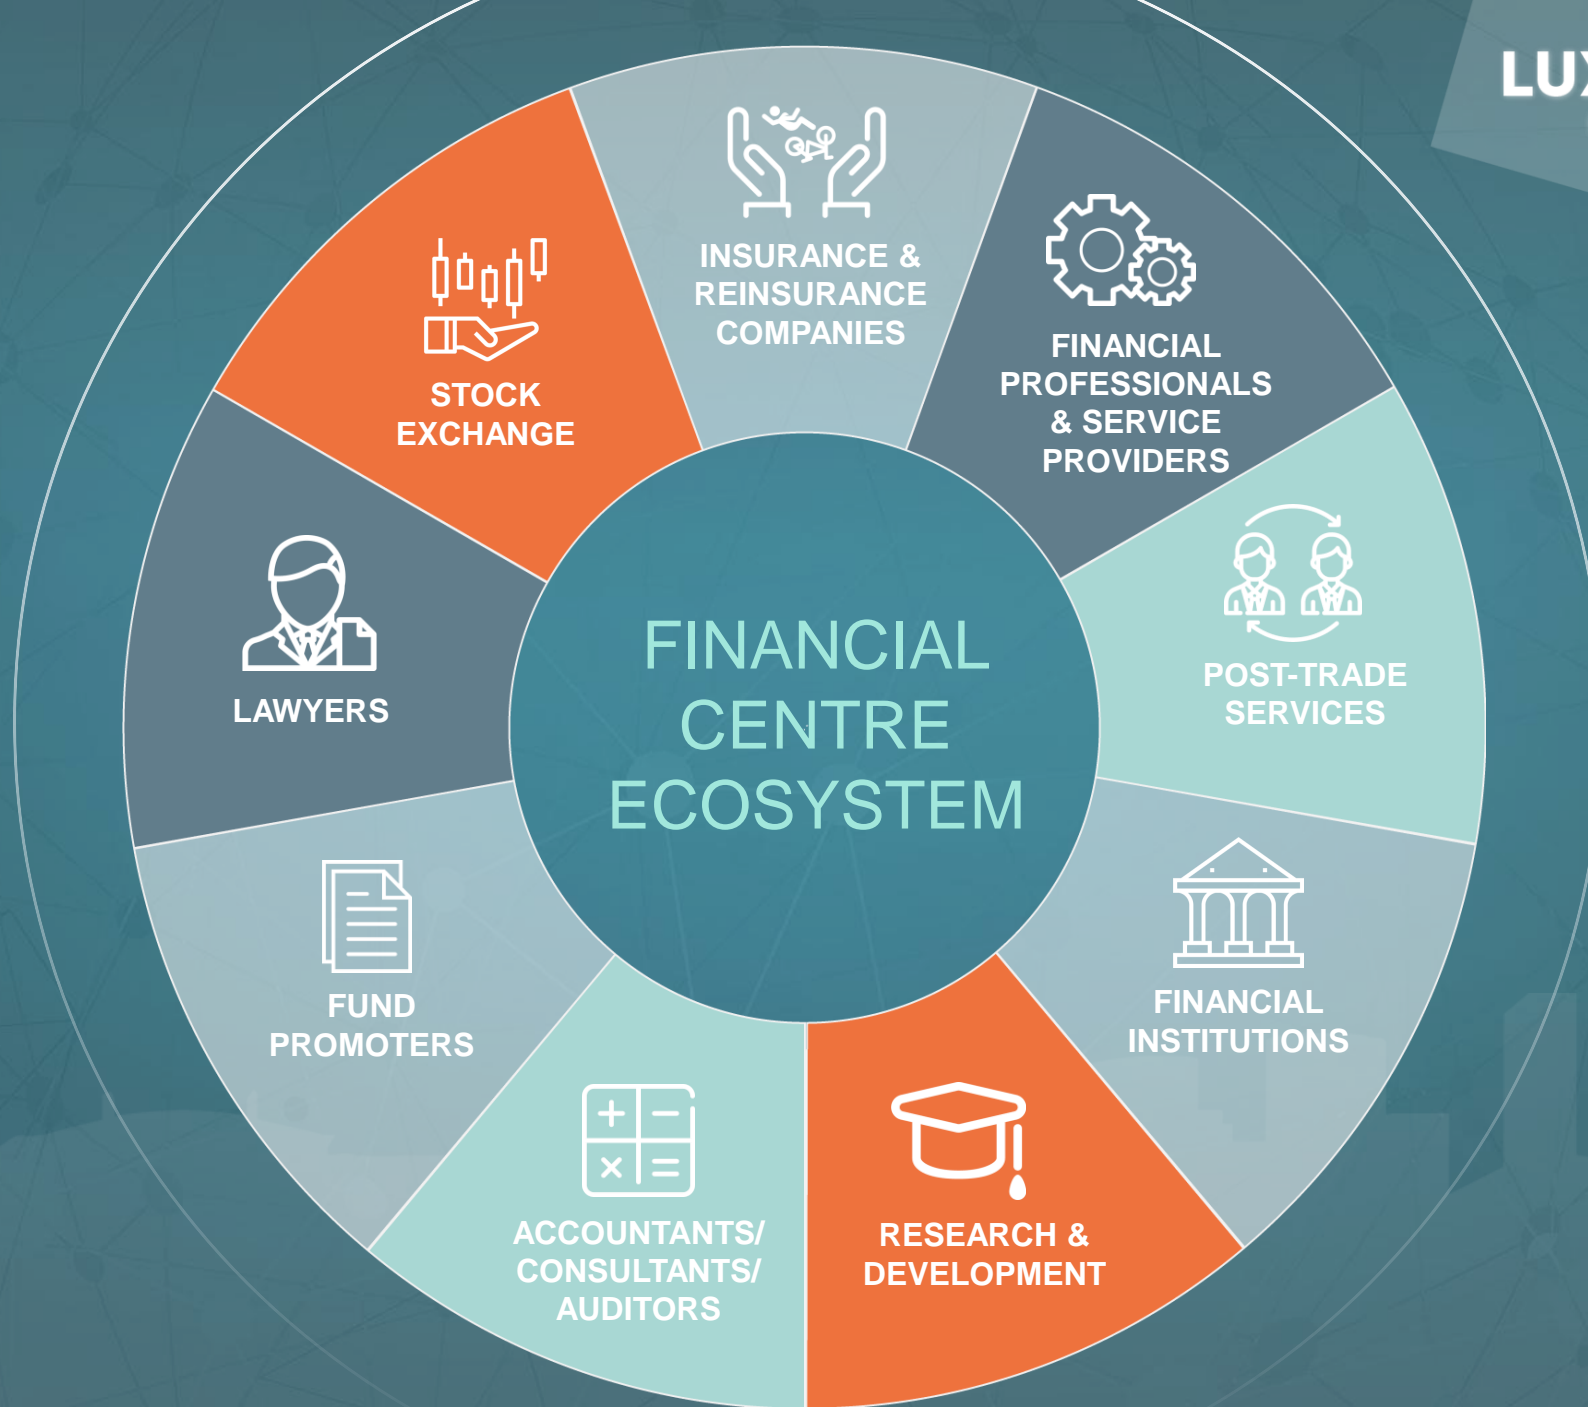 LUX
INSURANCE &
REINSURANCE
COMPANIES
FINANCIAL
PROFESSIONALS
& SERVICE
PROVIDERS
POST-TRADE
SERVICES
FINANCIAL
INSTITUTIONS
RESEARCH &
DEVELOPMENT
ACCOUNTANTS/
CONSULTANTS/
AUDITORS
FUND
PROMOTERS
LAWYERS
STOCK
EXCHANGE
FINANCIAL
CENTRE
ECOSYSTEM